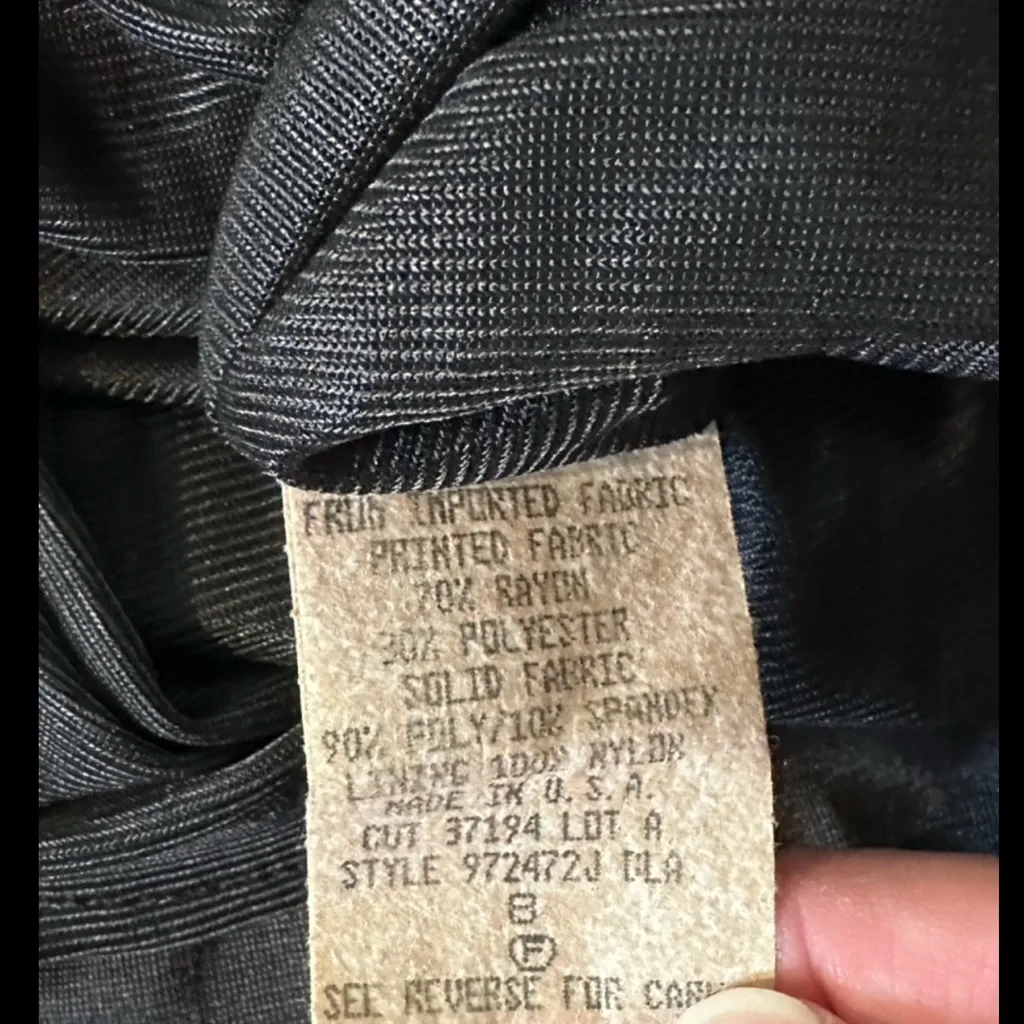 FROM IMPORTED FABRIC
PRINTED FABRIC
70% RAYON
30% POLYESTER
SOLID FABRIC
90% POLY/10% SPANDEX
LINING 100% NYLON
MADE IN U.S.A.
CUT 37194 LOT A
STYLE 972472J DLA
8
F
SEE REVERSE FOR